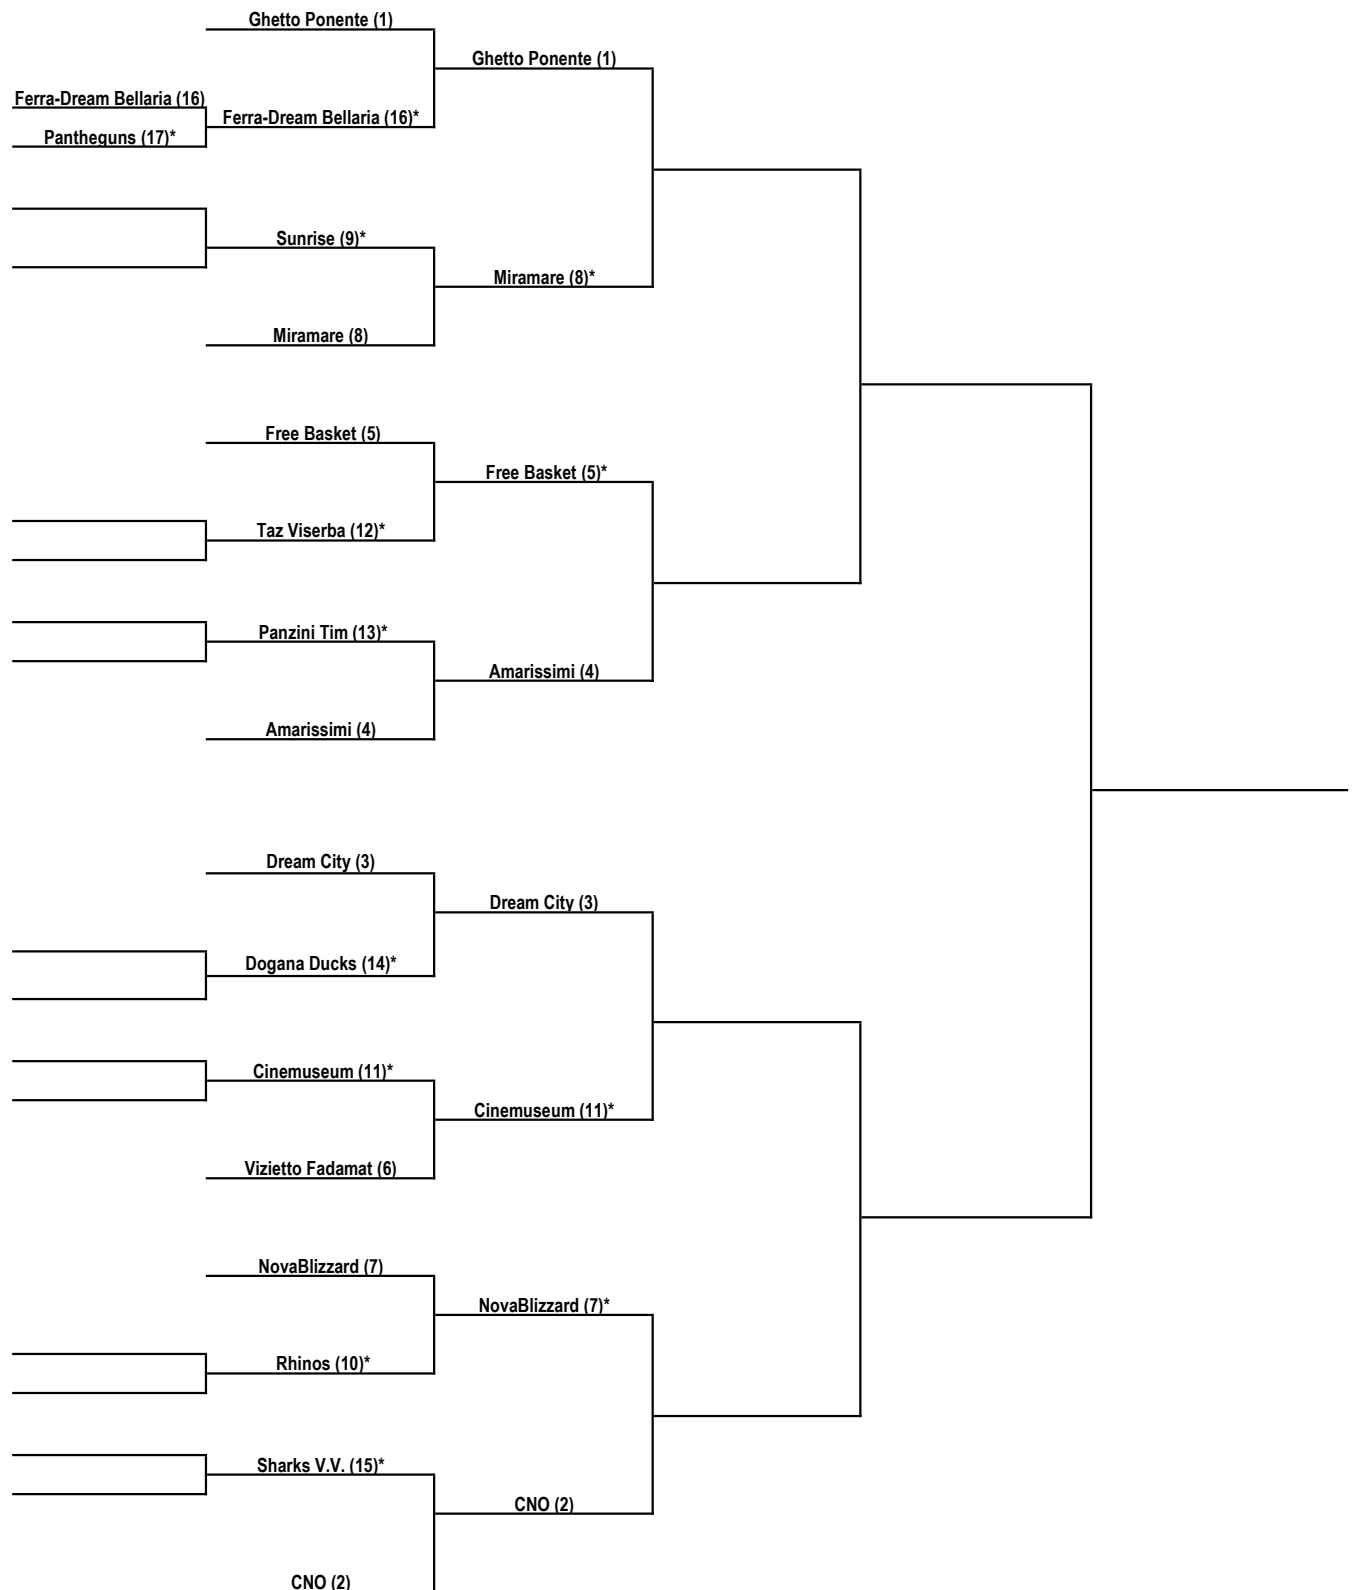 Ghetto Ponente (1)
Ghetto Ponente (1)
Ferra-Dream Bellaria (16)
Ferra-Dream Bellaria (16)*
Pantheguns (17)*
Sunrise (9)*
Miramare (8)*
Miramare (8)
Free Basket (5)
Free Basket (5)*
Taz Viserba (12)*
Panzini Tim (13)*
Amarissimi (4)
Amarissimi (4)
Dream City (3)
Dream City (3)
Dogana Ducks (14)*
Cinemuseum (11)*
Cinemuseum (11)*
Vizietto Fadamat (6)
NovaBlizzard (7)
NovaBlizzard (7)*
Rhinos (10)*
Sharks V.V. (15)*
CNO (2)
CNO (2)